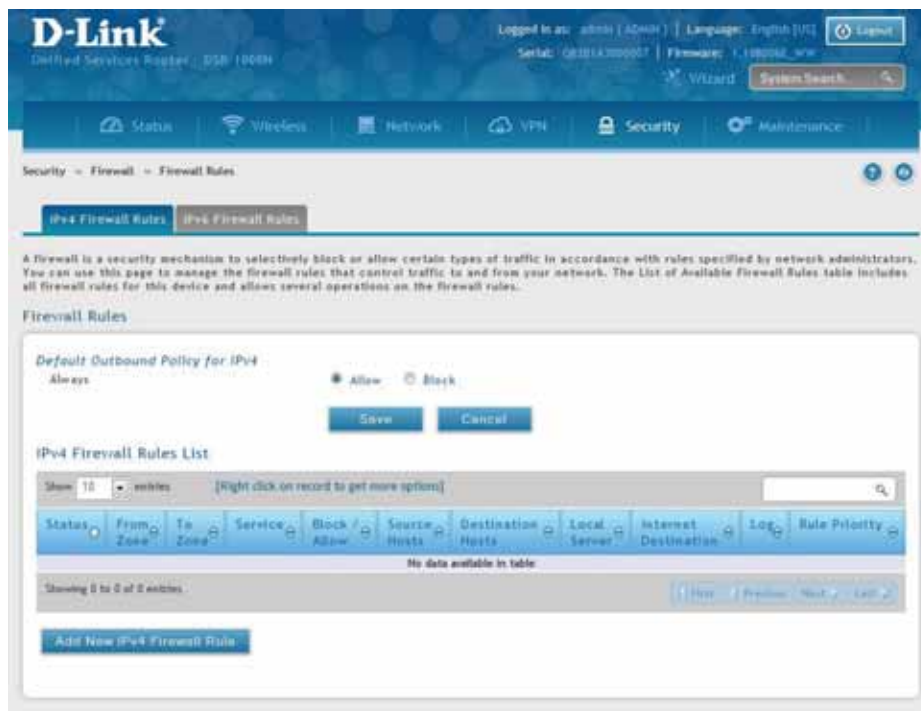 D-Link
Logged in as: admin ( ADMIN ) | Language: English [US]
Logout
Unified Services Router - DSR-1000N
Serial: | Firmware:
Wizard
System Search
Status
Wireless
Network
VPN
Security
Maintenance
Security » Firewall » Firewall Rules
IPv4 Firewall Rules
IPv6 Firewall Rules
A firewall is a security mechanism to selectively block or allow certain types of traffic in accordance with rules specified by network administrators.
You can use this page to manage the firewall rules that control traffic to and from your network. The List of Available Firewall Rules table includes
all firewall rules for this device and allows several operations on the firewall rules.
Firewall Rules
Default Outbound Policy for IPv4
Always
Allow
Block
Save
Cancel
IPv4 Firewall Rules List
Show 10 entries [Right click on record to get more options]
Status
From Zone
To Zone
Service
Block / Allow
Source Hosts
Destination Hosts
Local Server
Internet Destination
Log
Rule Priority
No data available in table
Showing 0 to 0 of 0 entries
First
Previous
Next
Last
Add New IPv4 Firewall Rule